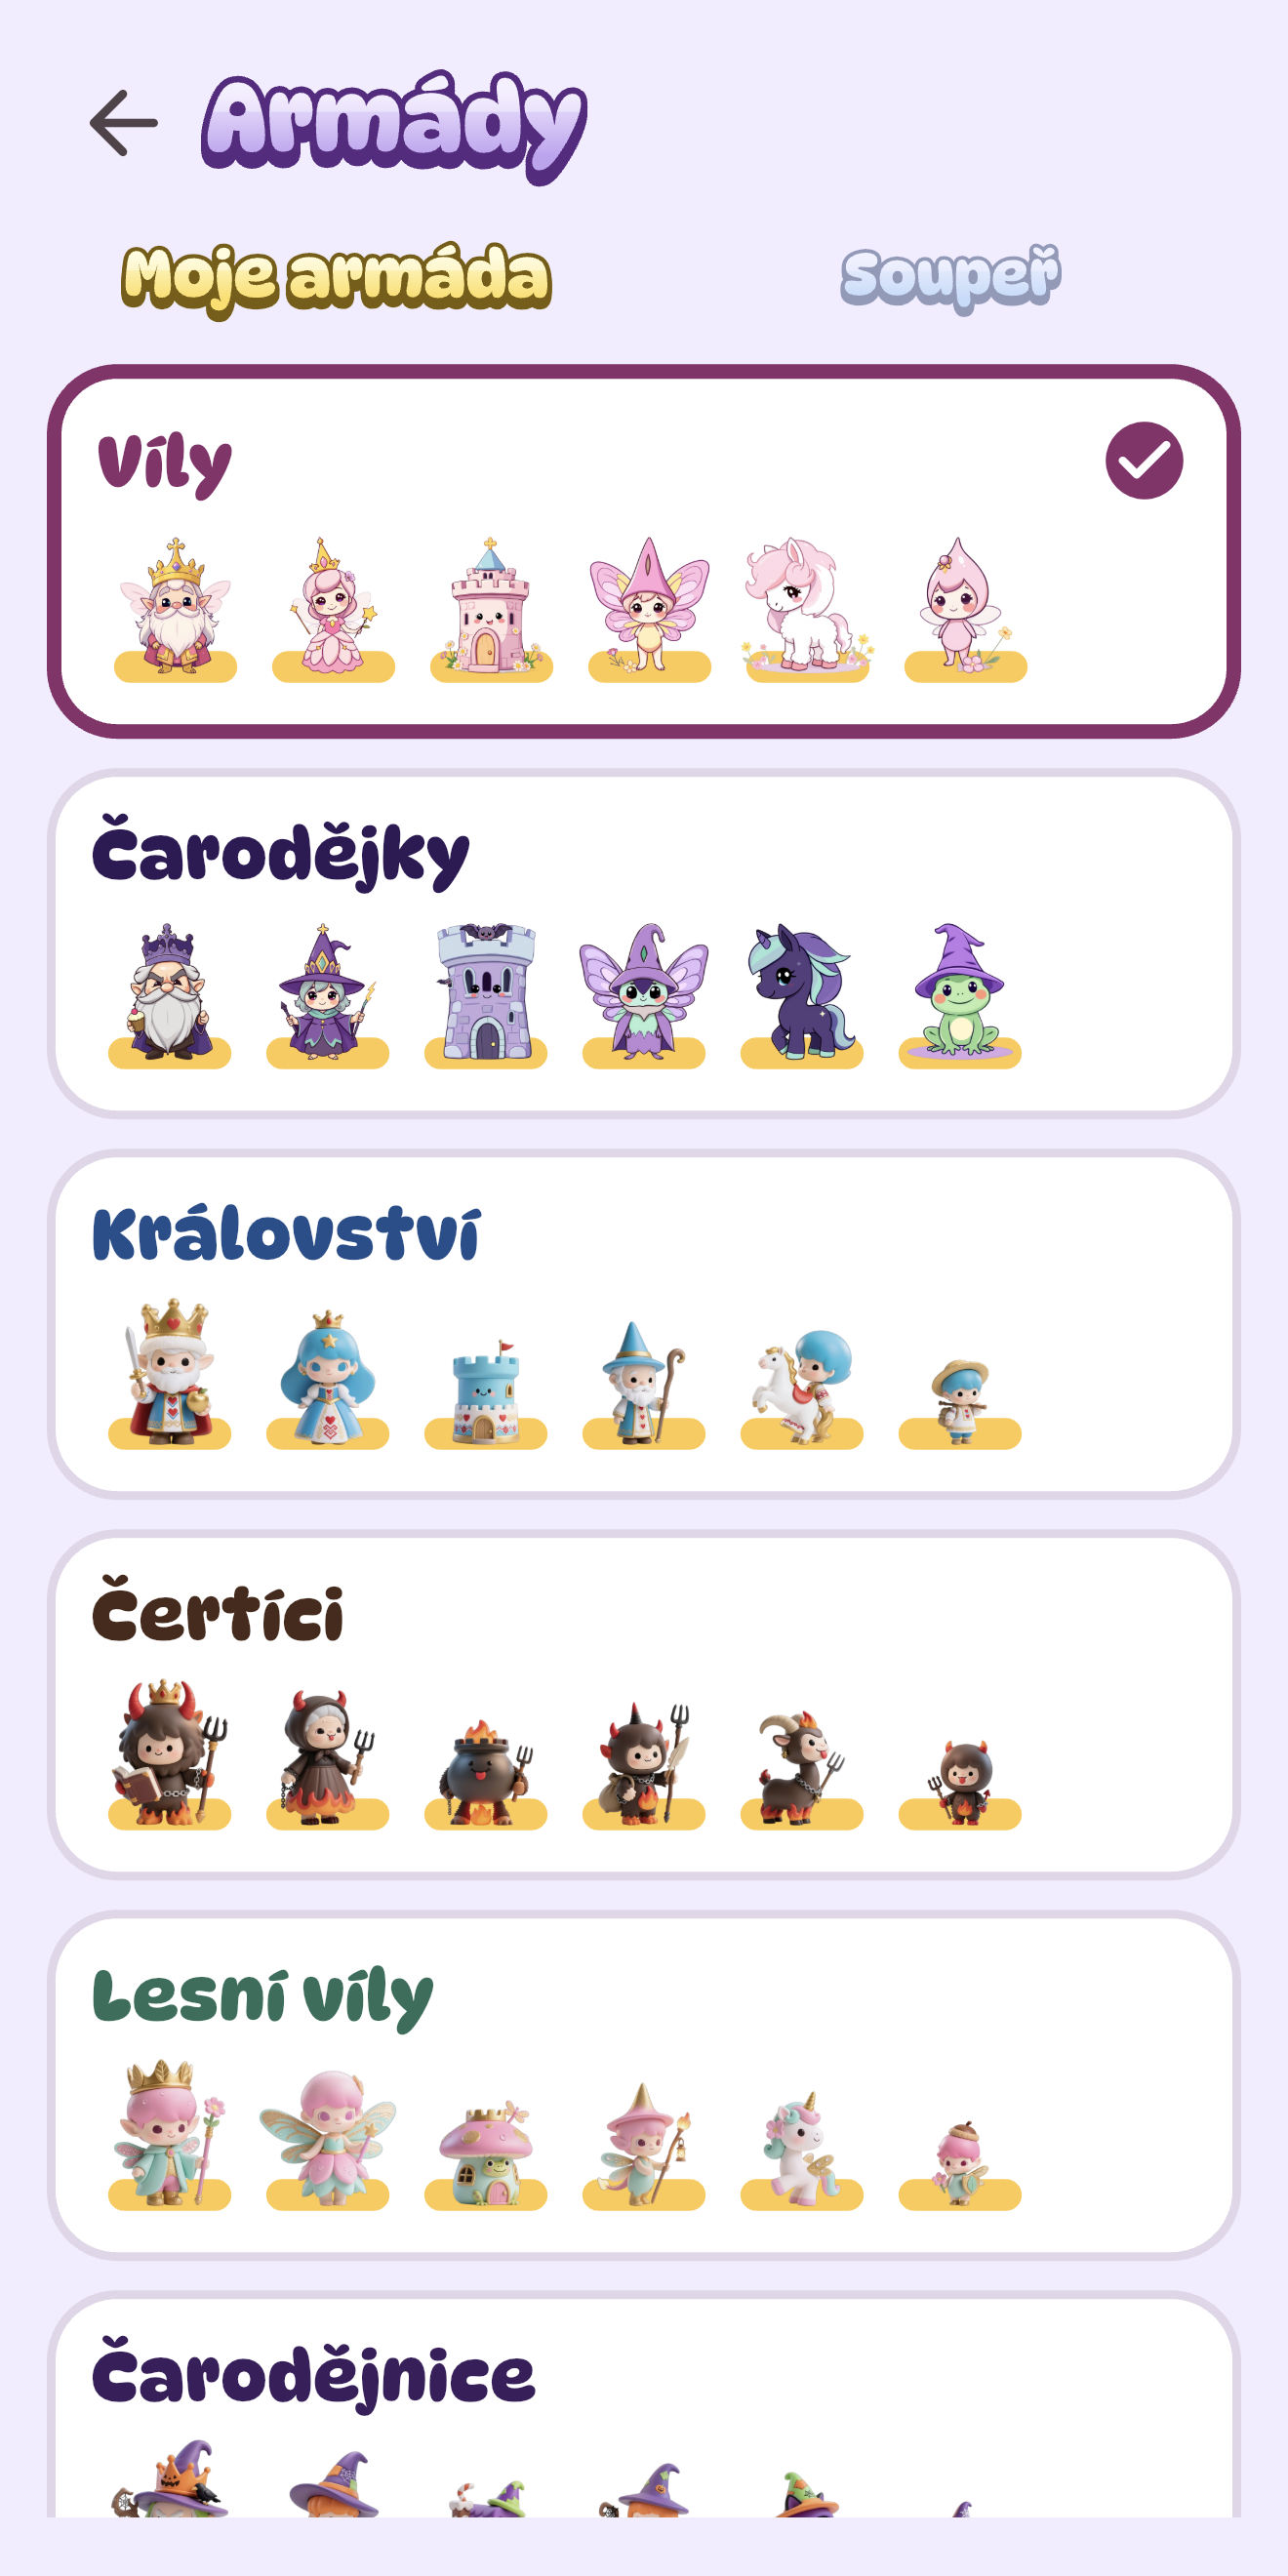 Armády
Moje armáda
Soupeř
Víly
Čarodějky
Království
Čertíci
Lesní víly
Čarodějnice